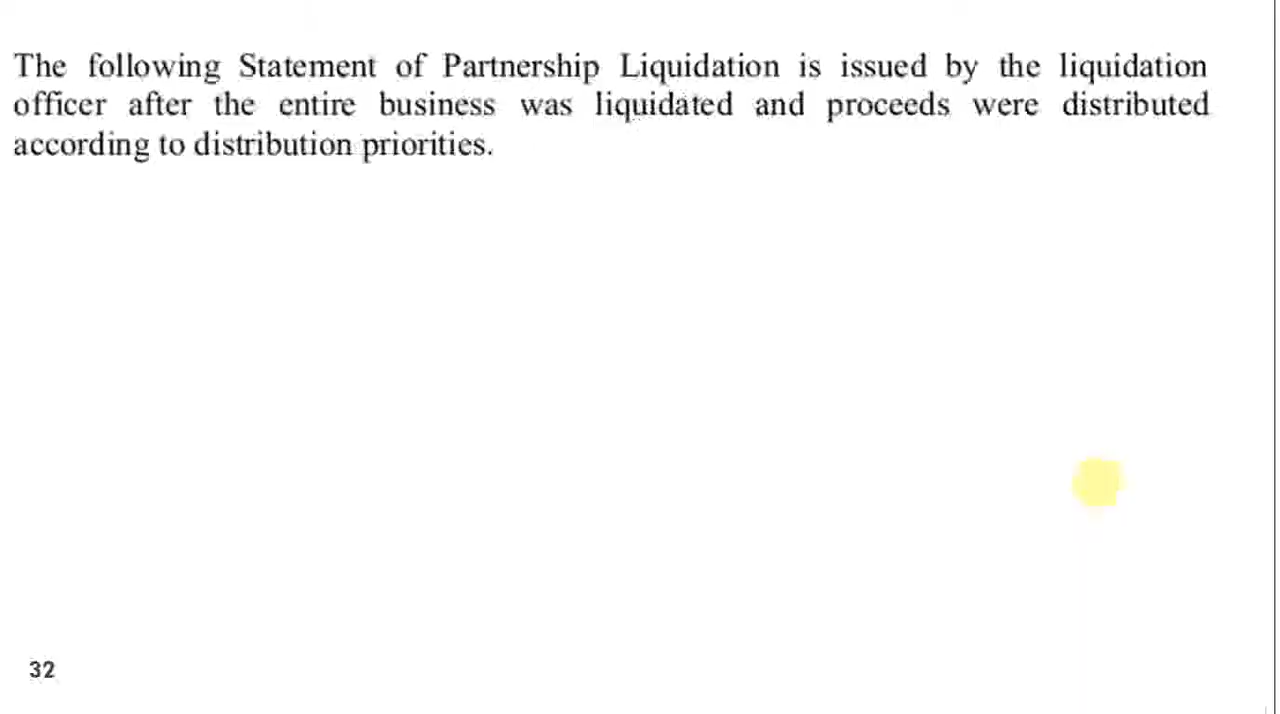 The following Statement of Partnership Liquidation is issued by the liquidation
officer after the entire business was liquidated and proceeds were distributed
according to distribution priorities.
32